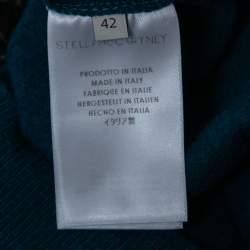 42
STELLA McCARTNEY
PRODOTTO IN ITALIA
MADE IN ITALY
FABRIQUE EN ITALIE
HERGESTELLT IN ITALIEN
HECHO EN ITALIA
イタリア製